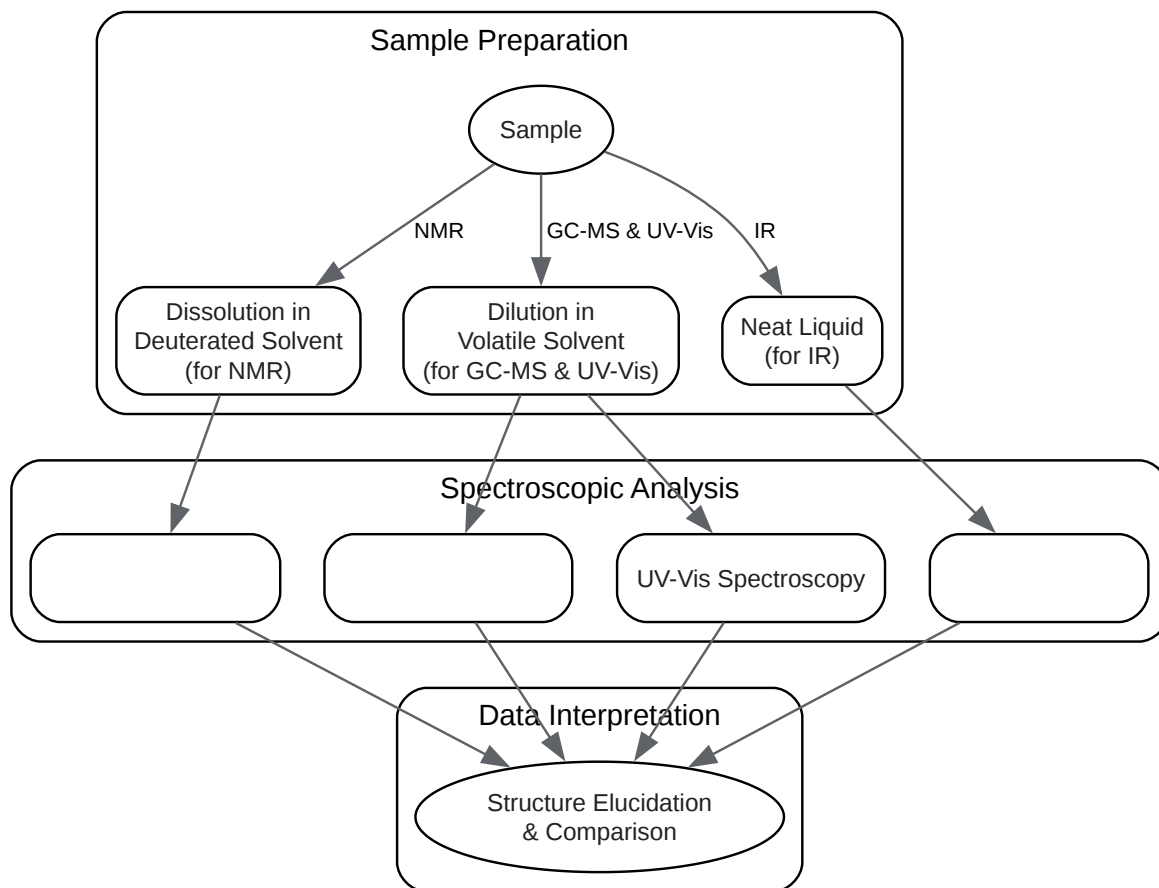 Sample Preparation
Sample
NMR
GC-MS & UV-Vis
IR
Dissolution in
Deuterated Solvent
(for NMR)
Dilution in
Volatile Solvent
(for GC-MS & UV-Vis)
Neat Liquid
(for IR)
Spectroscopic Analysis
UV-Vis Spectroscopy
Data Interpretation
Structure Elucidation
& Comparison